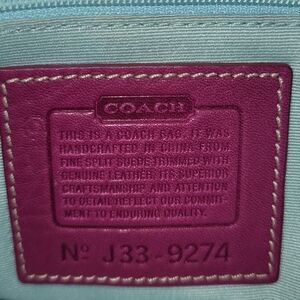 COACH
THIS IS A COACH BAG. IT WAS
HANDCRAFTED IN CHINA FROM
FINE SPLIT SUEDE TRIMMED WITH
GENUINE LEATHER. ITS SUPERIOR
CRAFTSMANSHIP AND ATTENTION
TO DETAIL REFLECT OUR COMMIT-
MENT TO ENDURING QUALITY.
Nº J33-9274